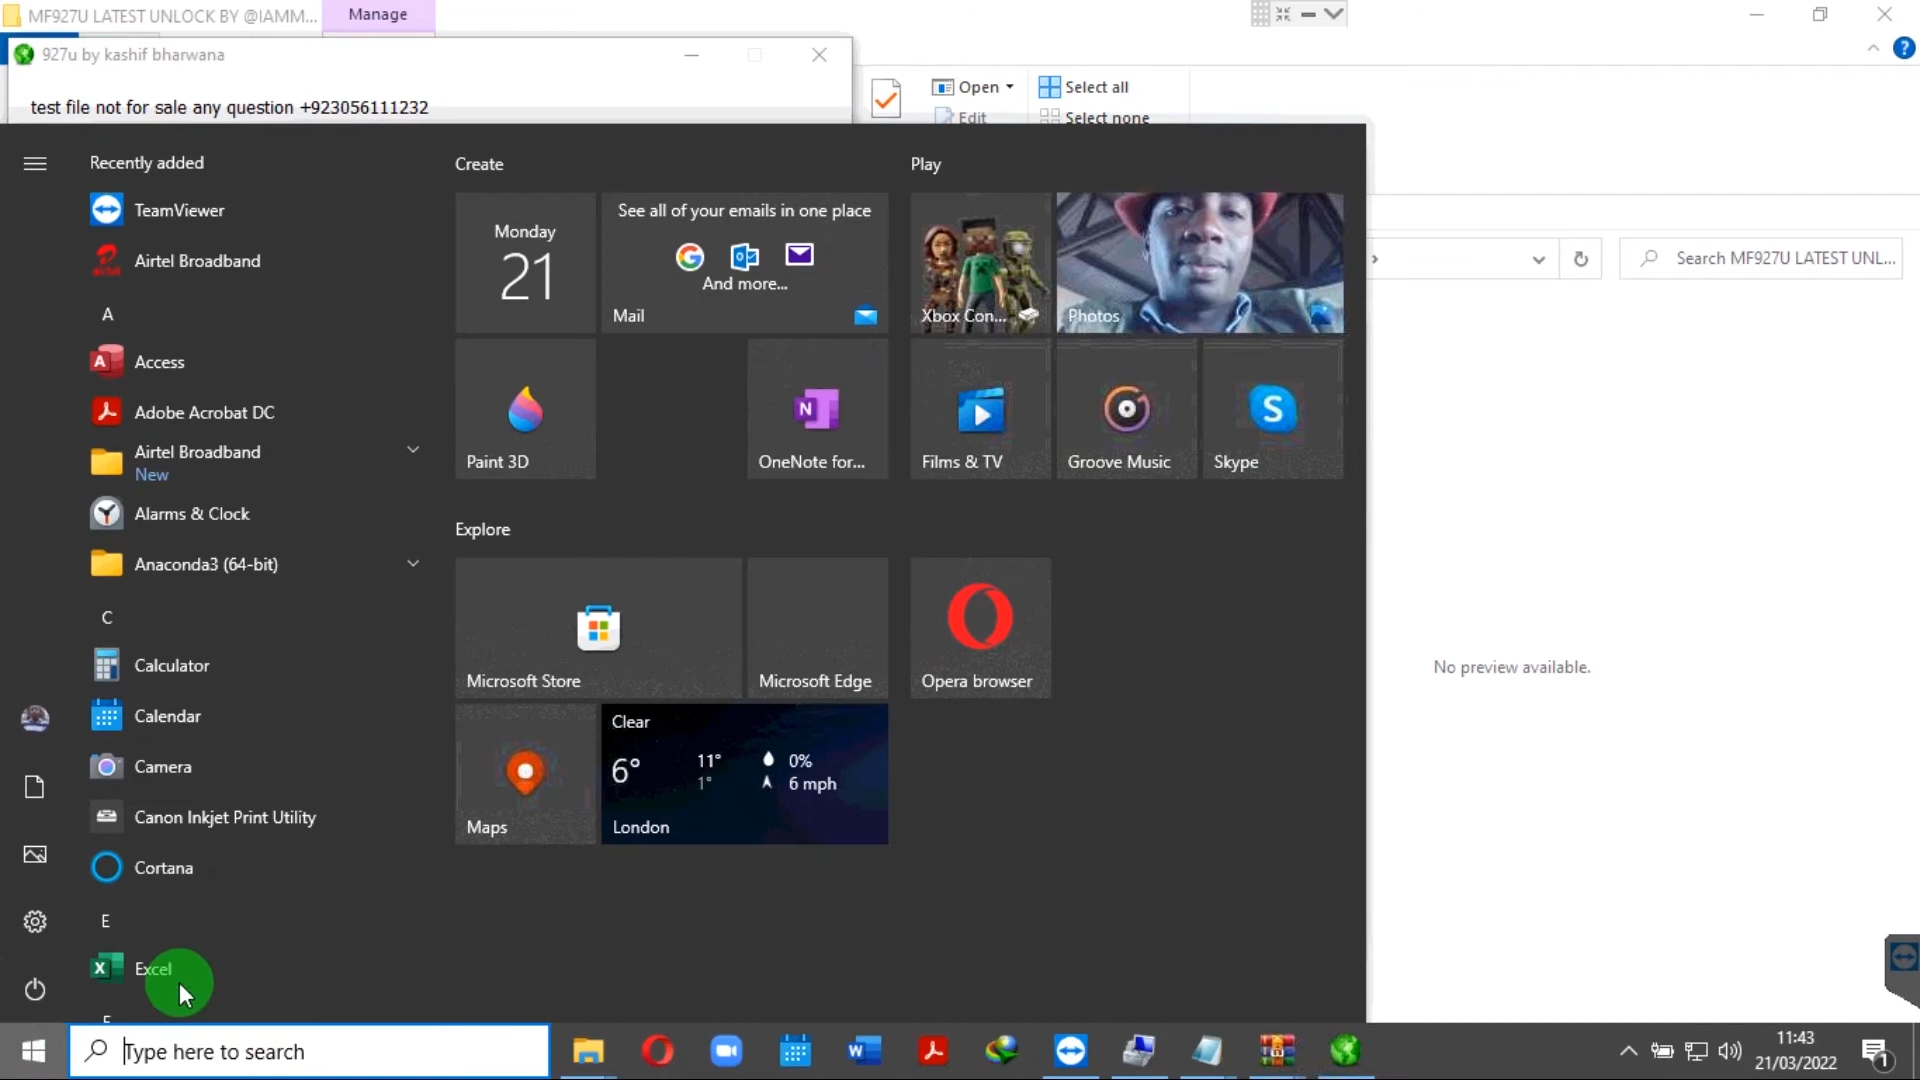 MF927U LATEST UNLOCK BY @IAMM...
Manage
927u by kashif bharwana
test file not for sale any question +923056111232
Open
Select all
Edit
Select none
Search MF927U LATEST UNL...
No preview available.
Recently added
TeamViewer
Airtel Broadband
A
Access
Adobe Acrobat DC
Airtel Broadband
New
Alarms & Clock
Anaconda3 (64-bit)
C
Calculator
Calendar
Camera
Canon Inkjet Print Utility
Cortana
E
Excel
Create
Monday
21
See all of your emails in one place
And more...
Mail
Paint 3D
OneNote for...
Play
Xbox Con...
Photos
Films & TV
Groove Music
Skype
Explore
Microsoft Store
Microsoft Edge
Opera browser
Maps
Clear
6°
11°
1°
0%
6 mph
London
Type here to search
11:43
21/03/2022
1